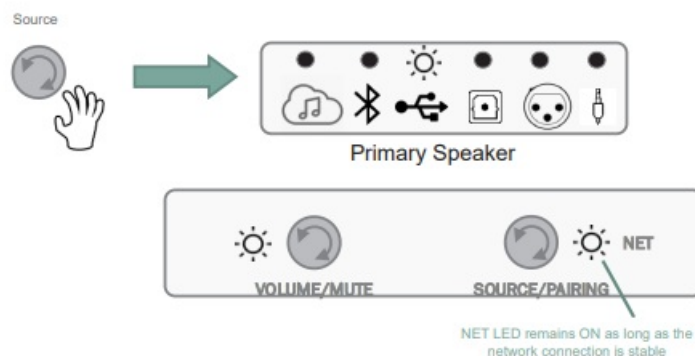 Source
Primary Speaker
NET
VOLUME/MUTE
SOURCE/PAIRING
NET LED remains ON as long as the
network connection is stable